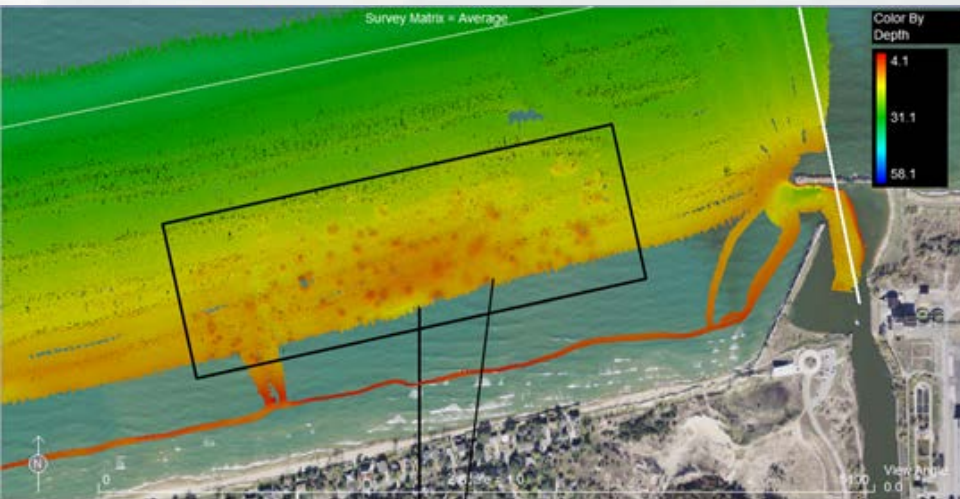 Survey Matrix = Average
Color By
Depth
4.1
31.1
58.1
N
0
View Angle
0.0